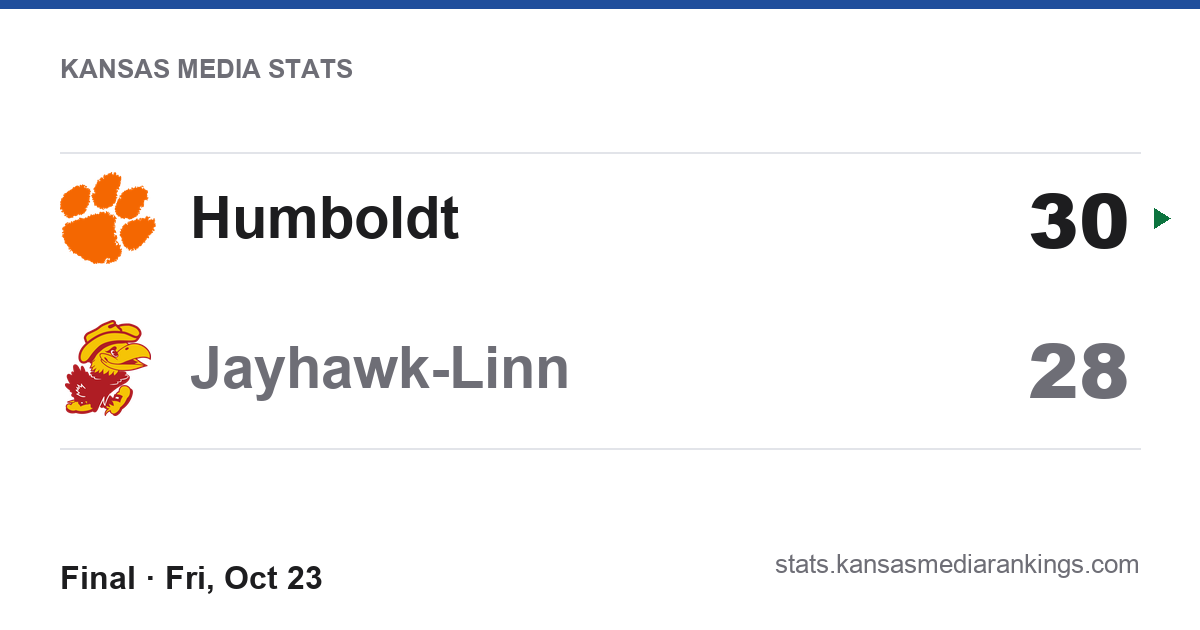 KANSAS MEDIA STATS
Humboldt 30
Jayhawk-Linn 28
Final · Fri, Oct 23
stats.kansasmediarankings.com